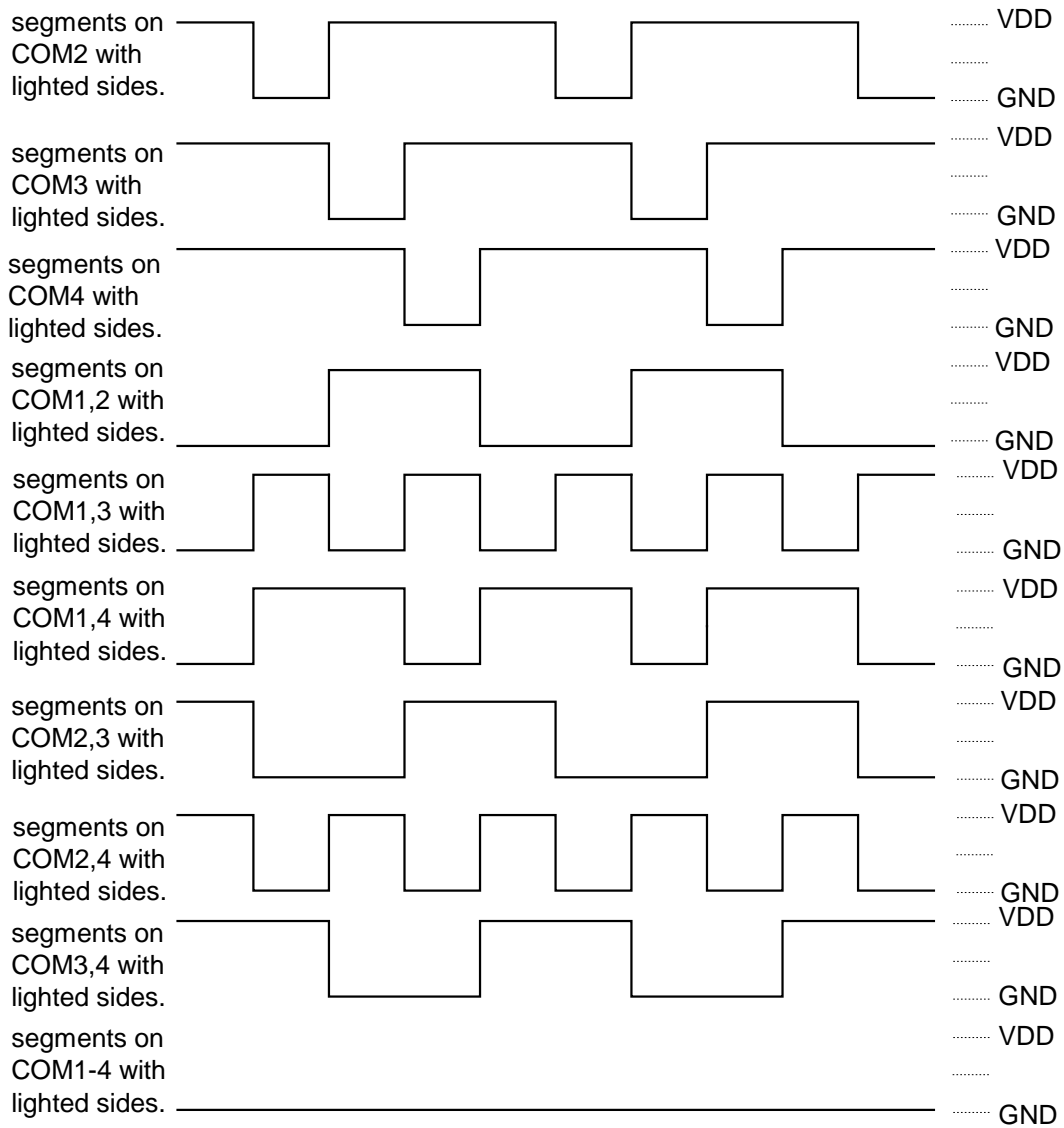 segments on
COM2 with
lighted sides.
VDD
GND
segments on
COM3 with
lighted sides.
VDD
GND
segments on
COM4 with
lighted sides.
VDD
GND
segments on
COM1,2 with
lighted sides.
VDD
GND
segments on
COM1,3 with
lighted sides.
VDD
GND
segments on
COM1,4 with
lighted sides.
VDD
GND
segments on
COM2,3 with
lighted sides.
VDD
GND
segments on
COM2,4 with
lighted sides.
VDD
GND
segments on
COM3,4 with
lighted sides.
VDD
GND
segments on
COM1-4 with
lighted sides.
VDD
GND